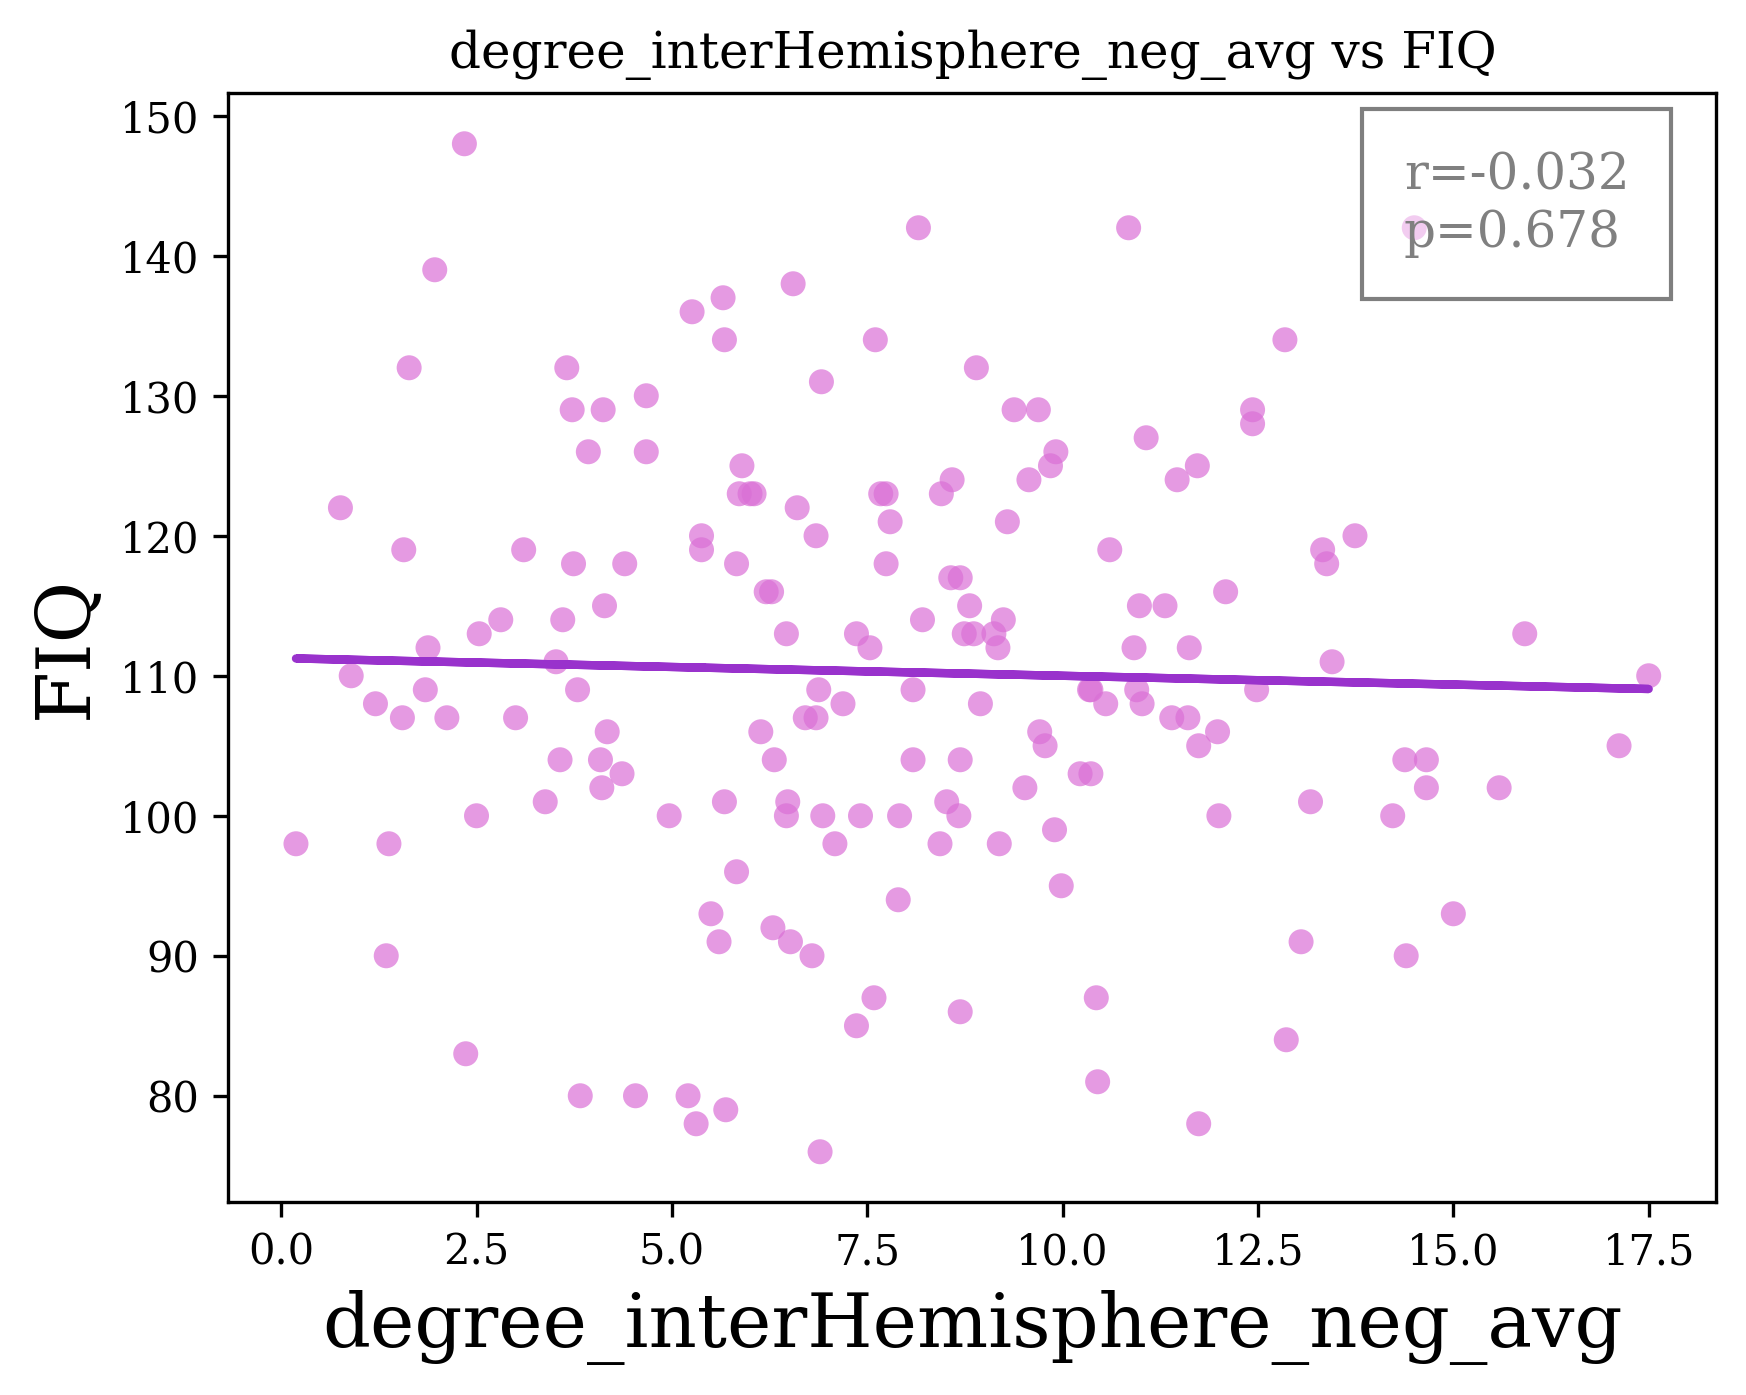 degree_interHemisphere_neg_avg vs FIQ
r=-0.032
p=0.678
FIQ
150
140
130
120
110
100
90
80
0.0 2.5 5.0 7.5 10.0 12.5 15.0 17.5
degree_interHemisphere_neg_avg